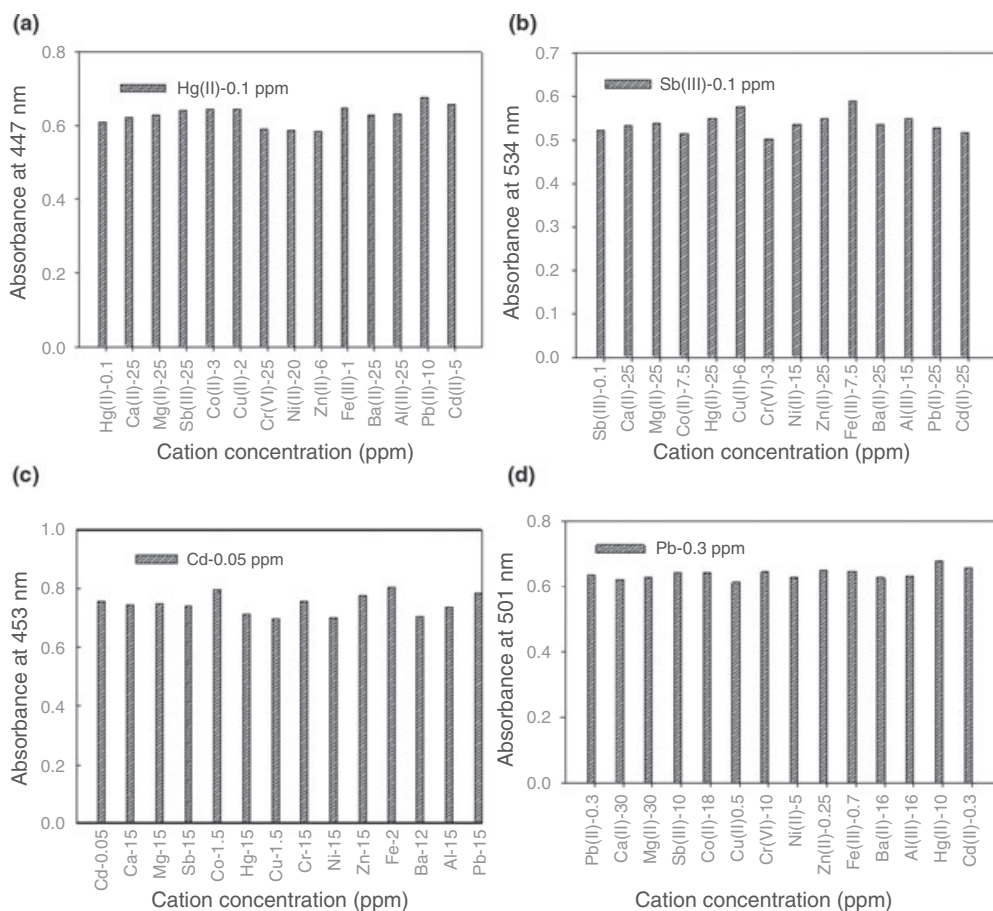 (a)
0.8
0.6
0.4
0.2
0.0
Absorbance at 447 nm
Hg(II)-0.1 ppm
Hg(II)-0.1
Ca(II)-25
Mg(II)-25
Sb(III)-25
Co(II)-3
Cu(II)-2
Cr(VI)-25
Ni(II)-20
Zn(II)-6
Fe(III)-1
Ba(II)-25
Al(III)-25
Pb(II)-10
Cd(II)-5
Cation concentration (ppm)
(b)
0.7
0.6
0.5
0.4
0.3
0.2
0.1
0.0
Absorbance at 534 nm
Sb(III)-0.1 ppm
Sb(III)-0.1
Ca(II)-25
Mg(II)-25
Co(II)-7.5
Hg(II)-25
Cu(II)-6
Cr(VI)-3
Ni(II)-15
Zn(II)-25
Fe(III)-7.5
Ba(II)-25
Al(III)-15
Pb(II)-25
Cd(II)-25
Cation concentration (ppm)
(c)
1.0
0.8
0.6
0.4
0.2
0.0
Absorbance at 453 nm
Cd-0.05 ppm
Cd-0.05
Ca-15
Mg-15
Sb-15
Co-1.5
Hg-15
Cu-1.5
Cr-15
Ni-15
Zn-15
Fe-2
Ba-12
Al-15
Pb-15
Cation concentration (ppm)
(d)
0.8
0.6
0.4
0.2
0.0
Absorbance at 501 nm
Pb-0.3 ppm
Pb(II)-0.3
Ca(II)-30
Mg(II)-30
Sb(III)-10
Co(II)-18
Cu(II)0.5
Cr(VI)-10
Ni(II)-5
Zn(II)-0.25
Fe(III)-0.7
Ba(II)-16
Al(III)-16
Hg(II)-10
Cd(II)-0.3
Cation concentration (ppm)